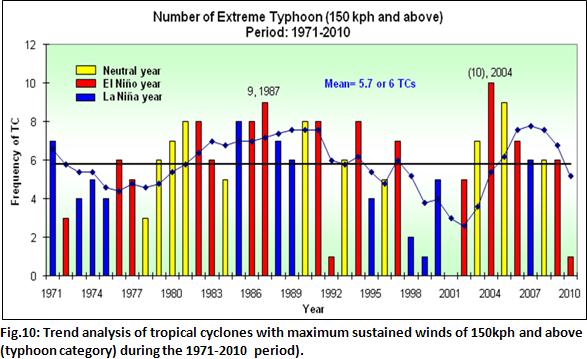 Number of Extreme Typhoon (150 kph and above)
Period: 1971-2010
Frequency of TC
12
10
8
6
4
2
0
Neutral year
El Niño year
La Niña year
9, 1987
Mean= 5.7 or 6 TCs
(10), 2004
1971 1974 1977 1980 1983 1986 1989 1992 1995 1998 2001 2004 2007 2010
Year
Fig.10: Trend analysis of tropical cyclones with maximum sustained winds of 150kph and above
(typhoon category) during the 1971-2010 period).